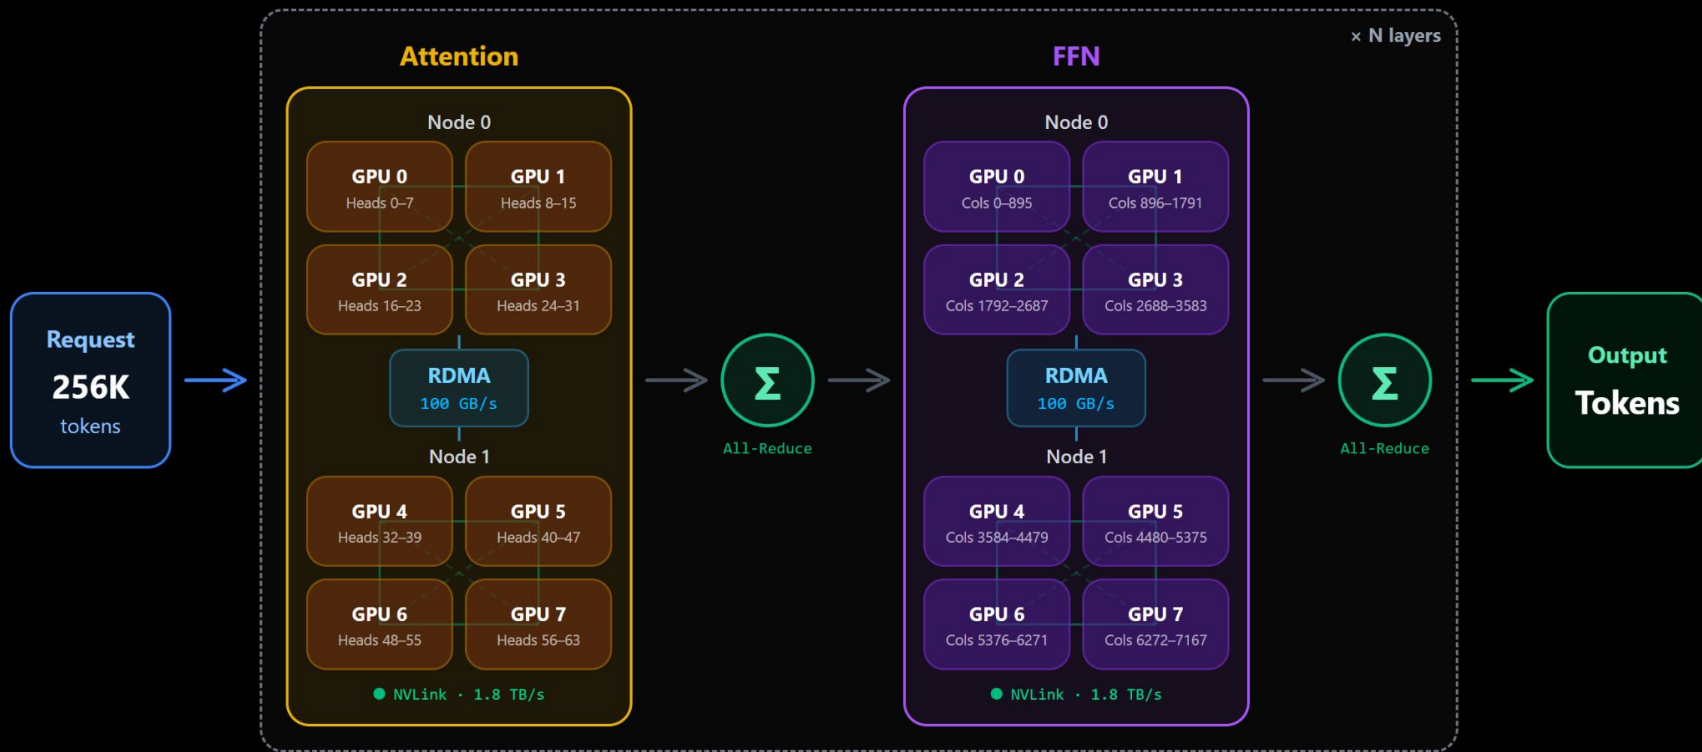 × N layers
Attention
FFN
Node 0
GPU 0
Heads 0–7
GPU 1
Heads 8–15
GPU 2
Heads 16–23
GPU 3
Heads 24–31
RDMA
100 GB/s
Node 1
GPU 4
Heads 32–39
GPU 5
Heads 40–47
GPU 6
Heads 48–55
GPU 7
Heads 56–63
NVLink · 1.8 TB/s
Node 0
GPU 0
Cols 0–895
GPU 1
Cols 896–1791
GPU 2
Cols 1792–2687
GPU 3
Cols 2688–3583
RDMA
100 GB/s
Node 1
GPU 4
Cols 3584–4479
GPU 5
Cols 4480–5375
GPU 6
Cols 5376–6271
GPU 7
Cols 6272–7167
NVLink · 1.8 TB/s
Request
256K
tokens
Σ
All-Reduce
Σ
All-Reduce
Output
Tokens